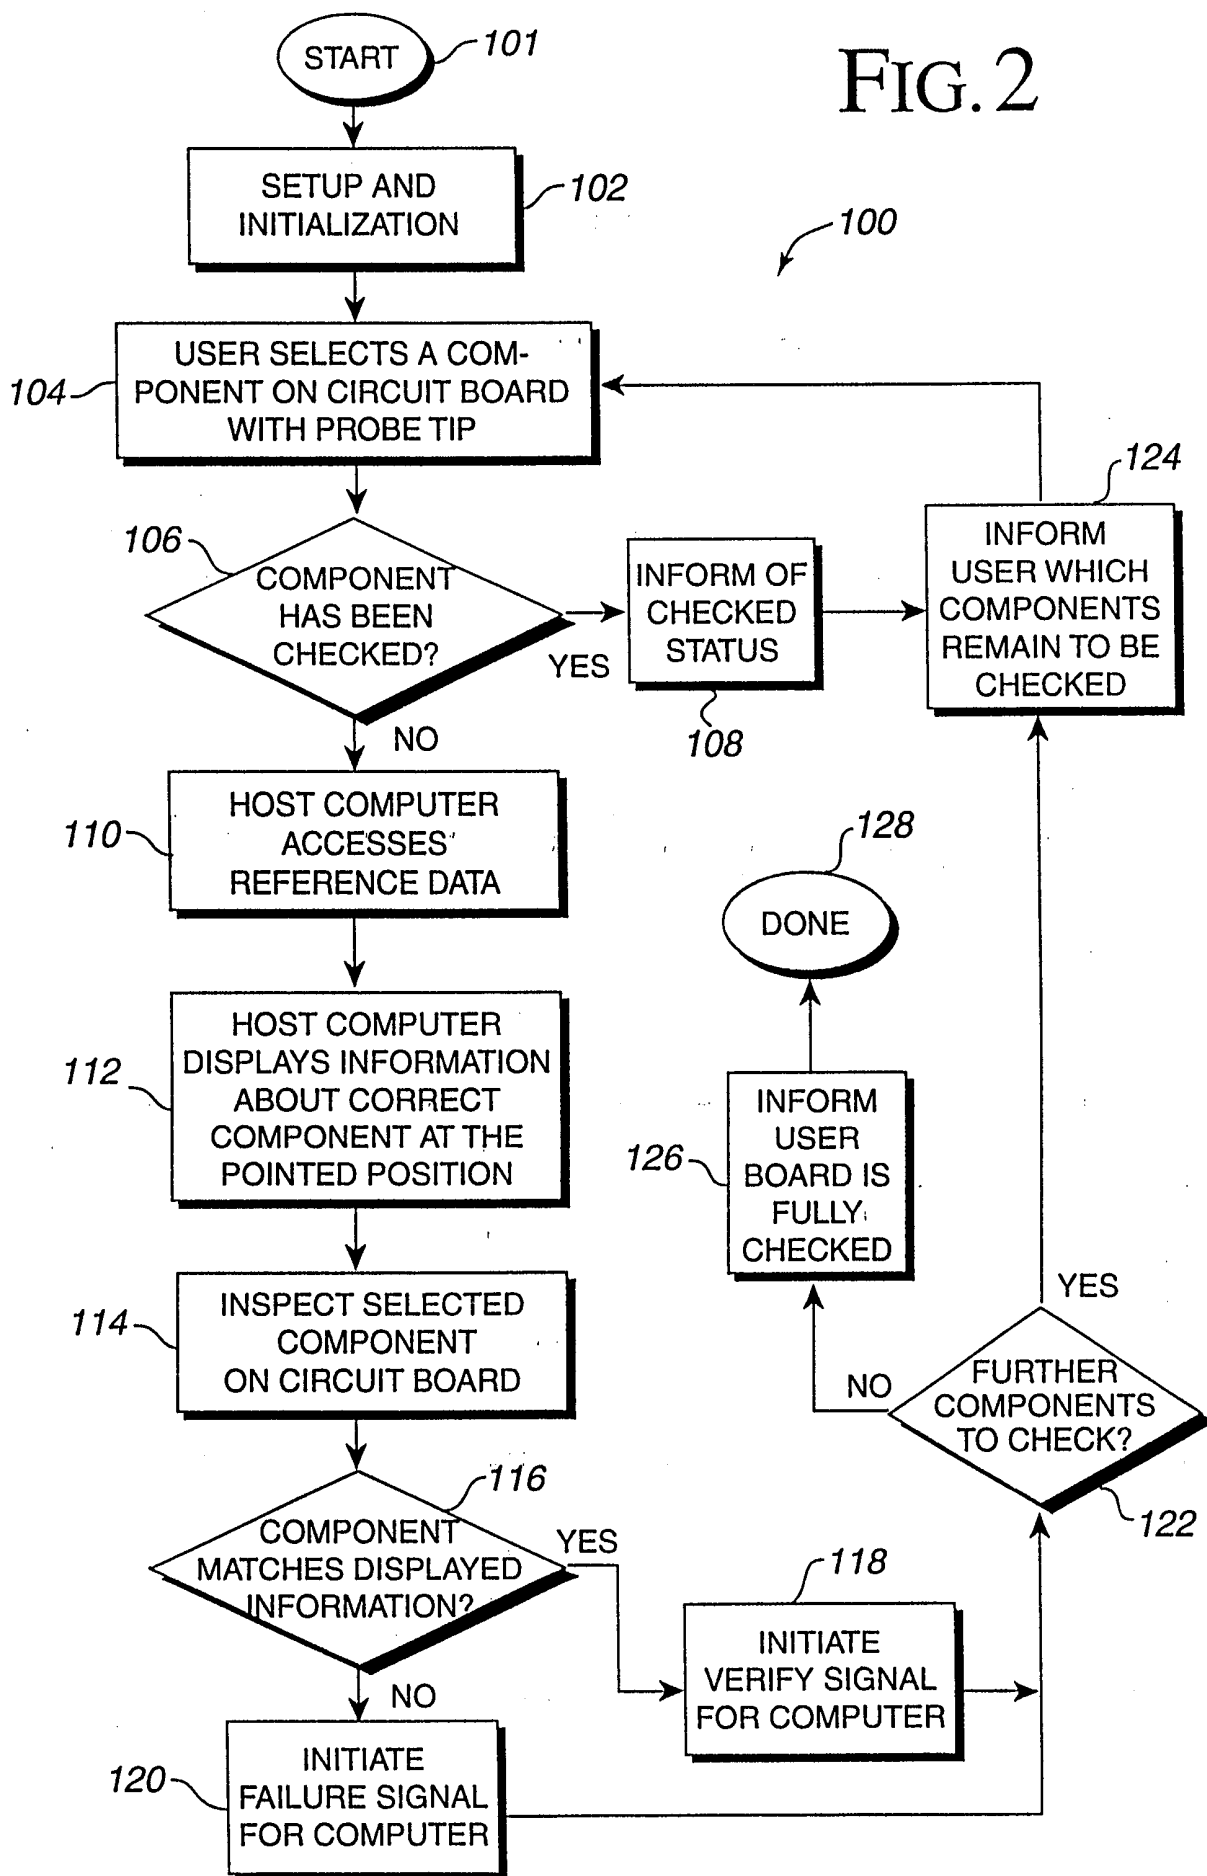 START
101
FIG. 2
SETUP AND
INITIALIZATION
102
100
USER SELECTS A COM-
PONENT ON CIRCUIT BOARD
WITH PROBE TIP
104
106
COMPONENT
HAS BEEN
CHECKED?
YES
NO
INFORM OF
CHECKED
STATUS
108
124
INFORM
USER WHICH
COMPONENTS
REMAIN TO BE
CHECKED
110
HOST COMPUTER
ACCESSES
REFERENCE DATA
128
DONE
112
HOST COMPUTER
DISPLAYS INFORMATION
ABOUT CORRECT
COMPONENT AT THE
POINTED POSITION
126
INFORM
USER
BOARD IS
FULLY
CHECKED
114
INSPECT SELECTED
COMPONENT
ON CIRCUIT BOARD
YES
NO
FURTHER
COMPONENTS
TO CHECK?
122
116
COMPONENT
MATCHES DISPLAYED
INFORMATION?
YES
NO
118
INITIATE
VERIFY SIGNAL
FOR COMPUTER
120
INITIATE
FAILURE SIGNAL
FOR COMPUTER